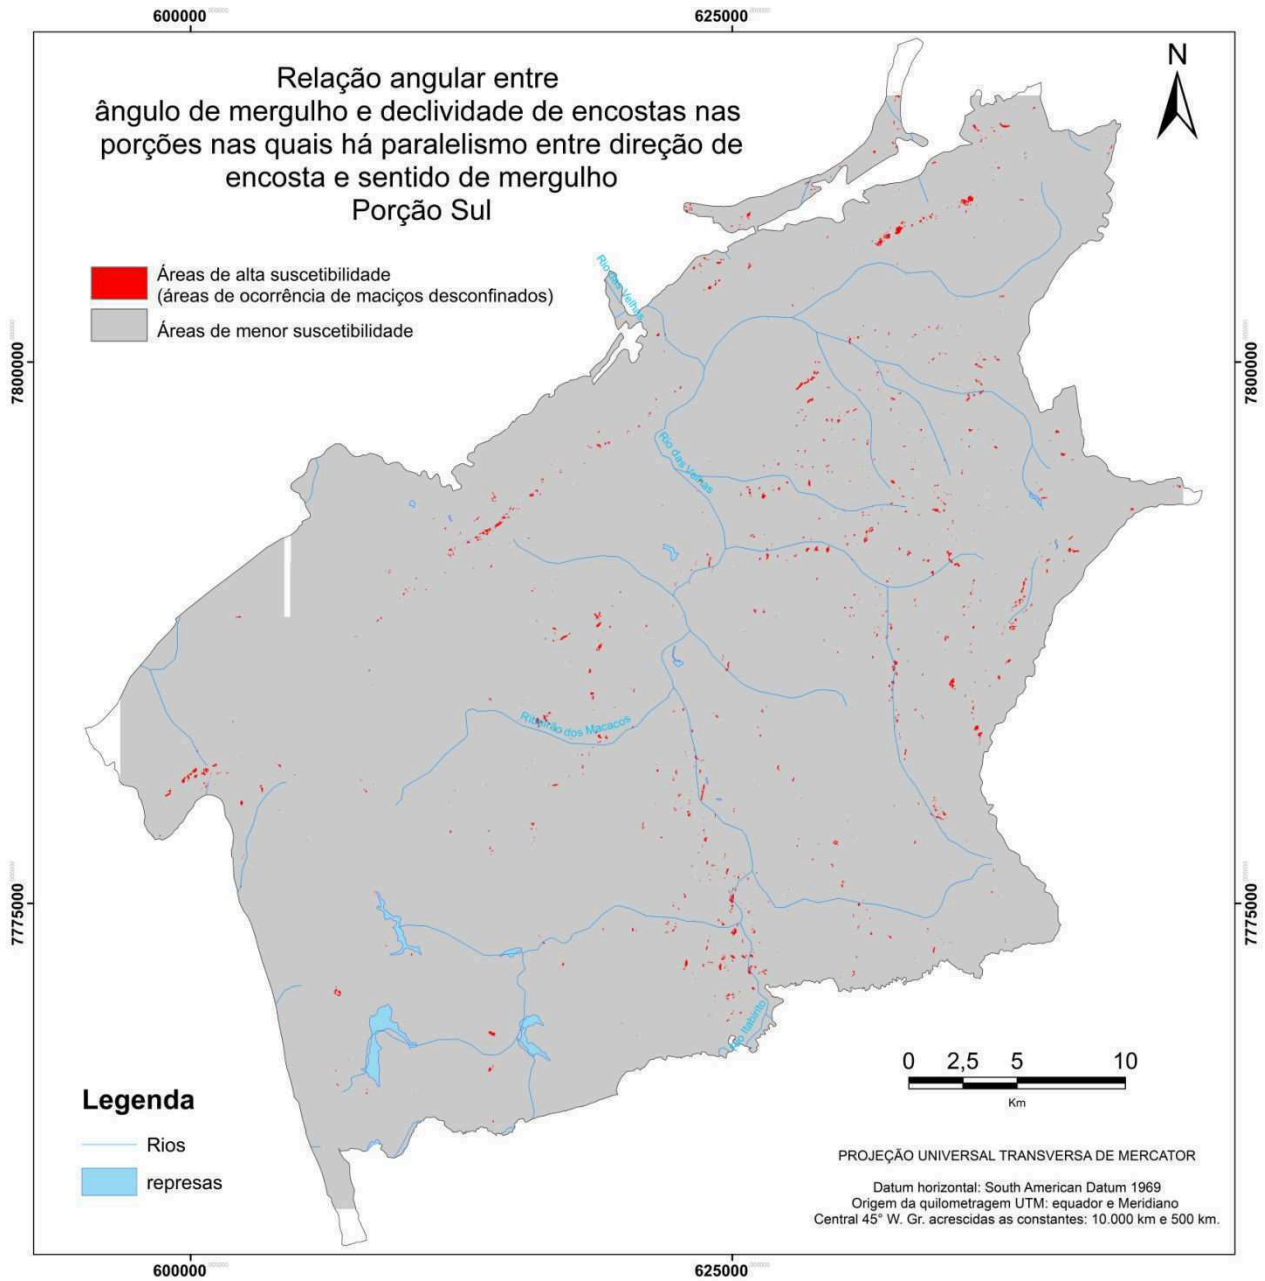 600000
625000
Relação angular entre
ângulo de mergulho e declividade de encostas nas
porções nas quais há paralelismo entre direção de
encosta e sentido de mergulho
Porção Sul
N
Áreas de alta suscetibilidade
(áreas de ocorrência de maciços desconfinados)
Áreas de menor suscetibilidade
Rio das Velhas
7800000
7800000
Rio das Velhas
Ribeirão dos Macacos
7775000
7775000
Itabirito
0 2,5 5 10
Km
Legenda
Rios
represas
PROJEÇÃO UNIVERSAL TRANSVERSA DE MERCATOR
Datum horizontal: South American Datum 1969
Origem da quilometragem UTM: equador e Meridiano
Central 45° W. Gr. acrescidas as constantes: 10.000 km e 500 km.
600000
625000